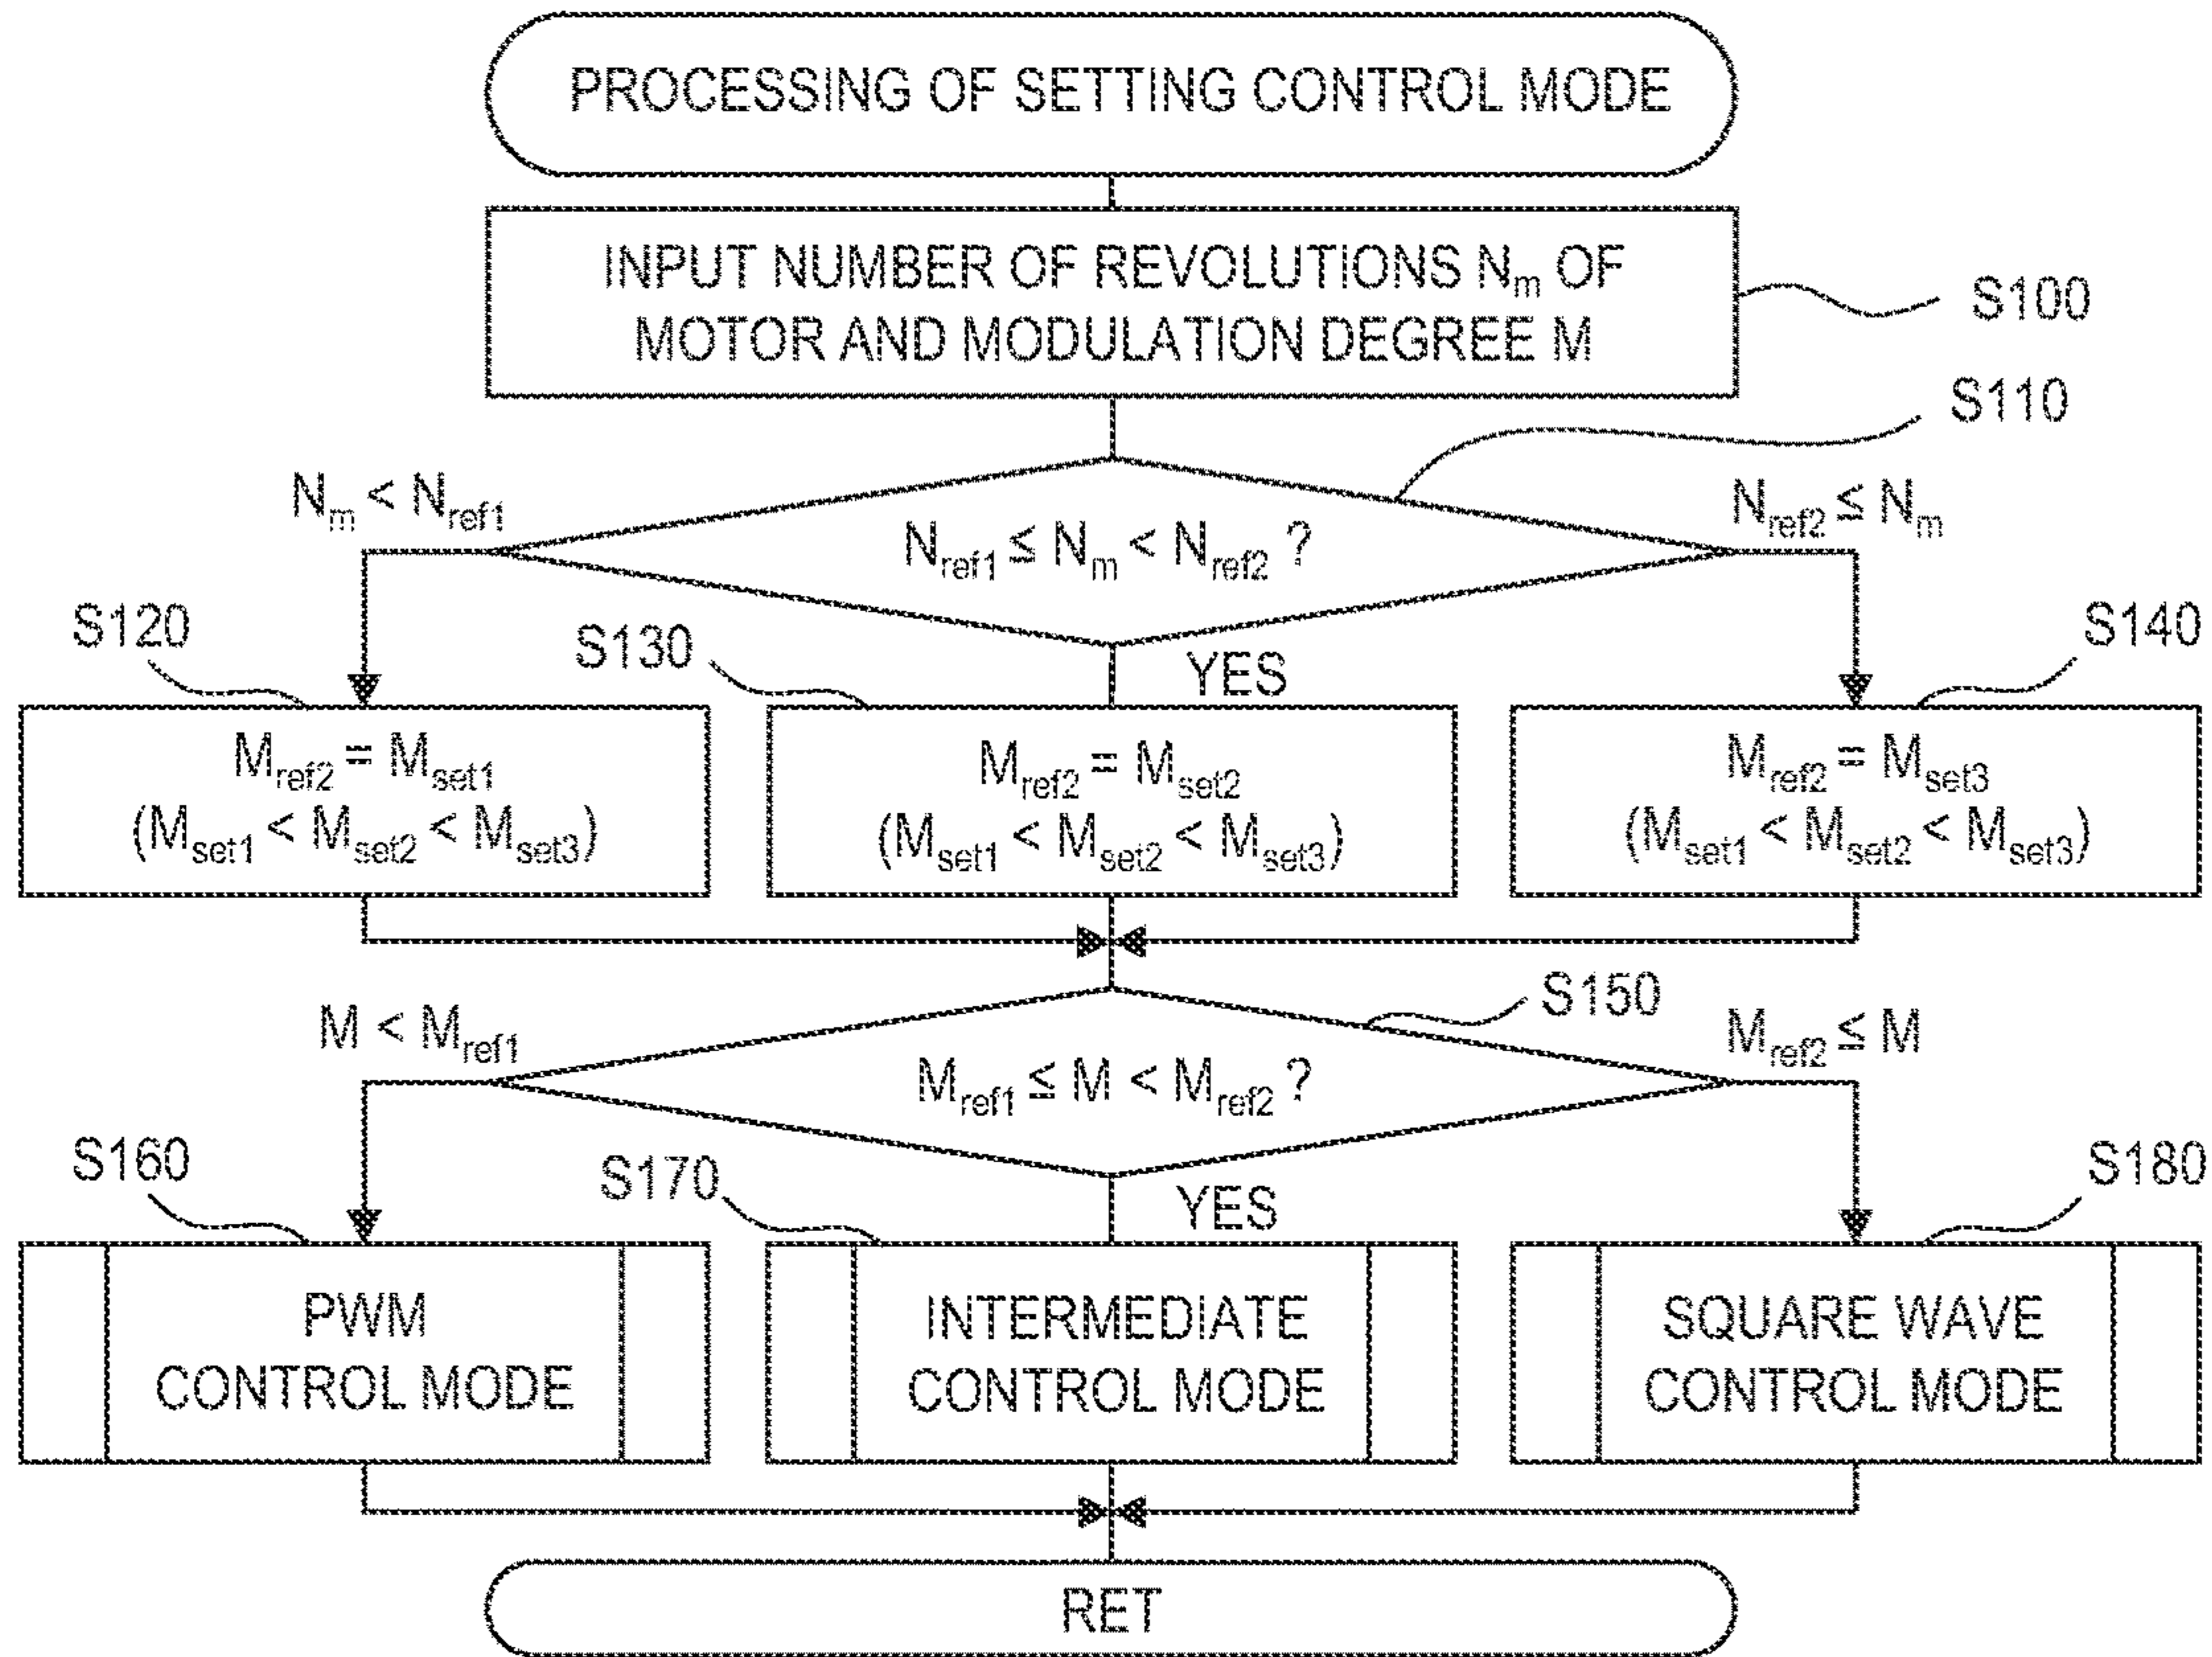 PROCESSING OF SETTING CONTROL MODE
INPUT NUMBER OF REVOLUTIONS Nm OF
MOTOR AND MODULATION DEGREE M
S100
S110
Nm < Nref1
Nref1 ≤ Nm < Nref2 ?
Nref2 ≤ Nm
S120
S130
YES
S140
Mref2 = Mset1
(Mset1 < Mset2 < Mset3)
Mref2 = Mset2
(Mset1 < Mset2 < Mset3)
Mref2 = Mset3
(Mset1 < Mset2 < Mset3)
S150
M < Mref1
Mref1 ≤ M < Mref2 ?
Mref2 ≤ M
S160
S170
YES
S180
PWM
CONTROL MODE
INTERMEDIATE
CONTROL MODE
SQUARE WAVE
CONTROL MODE
RET